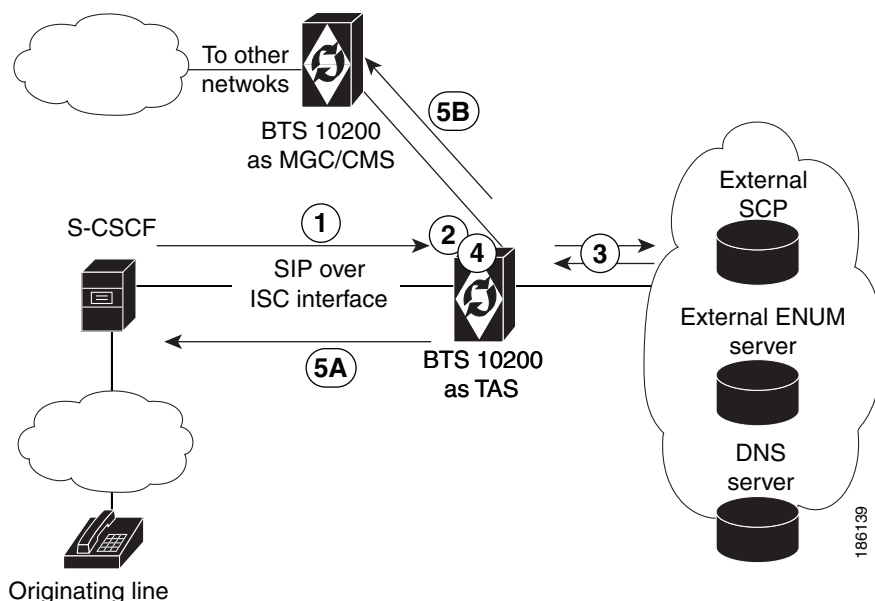 To other
netwoks
5B
BTS 10200
as MGC/CMS
External
SCP
S-CSCF
1
2
4
3
SIP over
ISC interface
External ENUM
server
5A
BTS 10200
as TAS
DNS
server
186139
Originating line